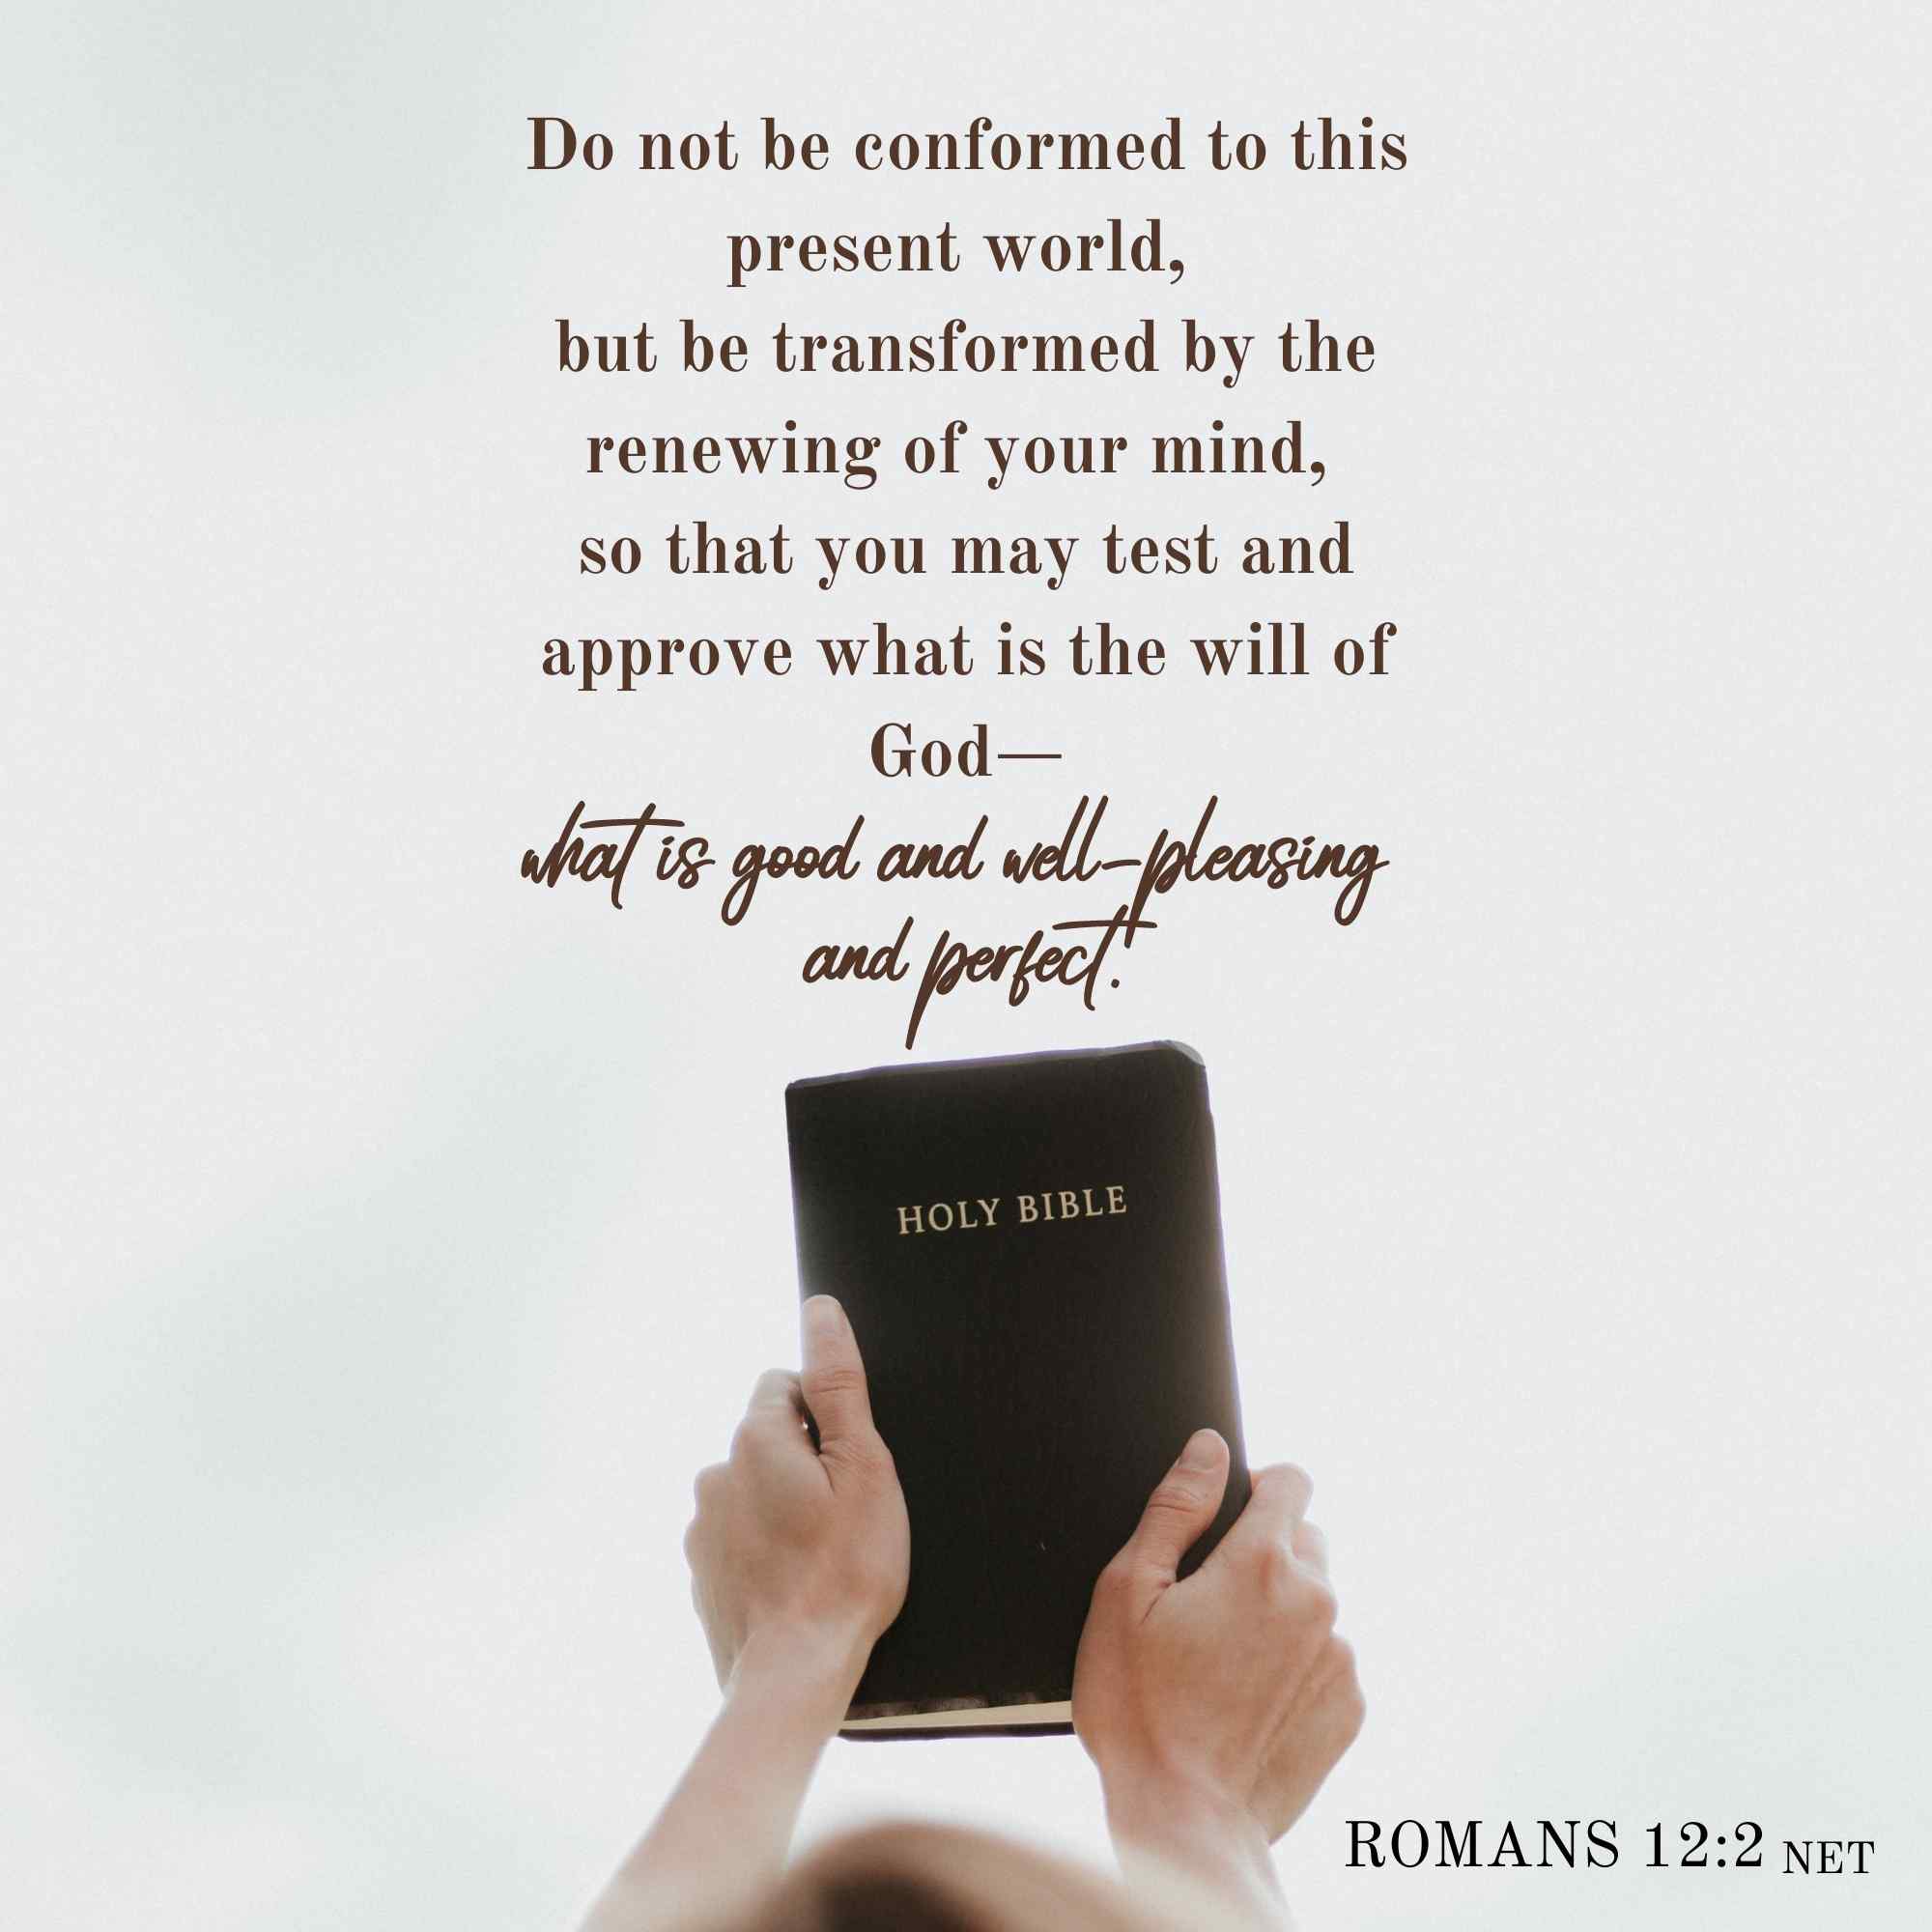 Do not be conformed to this
present world,
but be transformed by the
renewing of your mind,
so that you may test and
approve what is the will of
God—
what is good and well-pleasing
and perfect.
HOLY BIBLE
ROMANS 12:2 NET